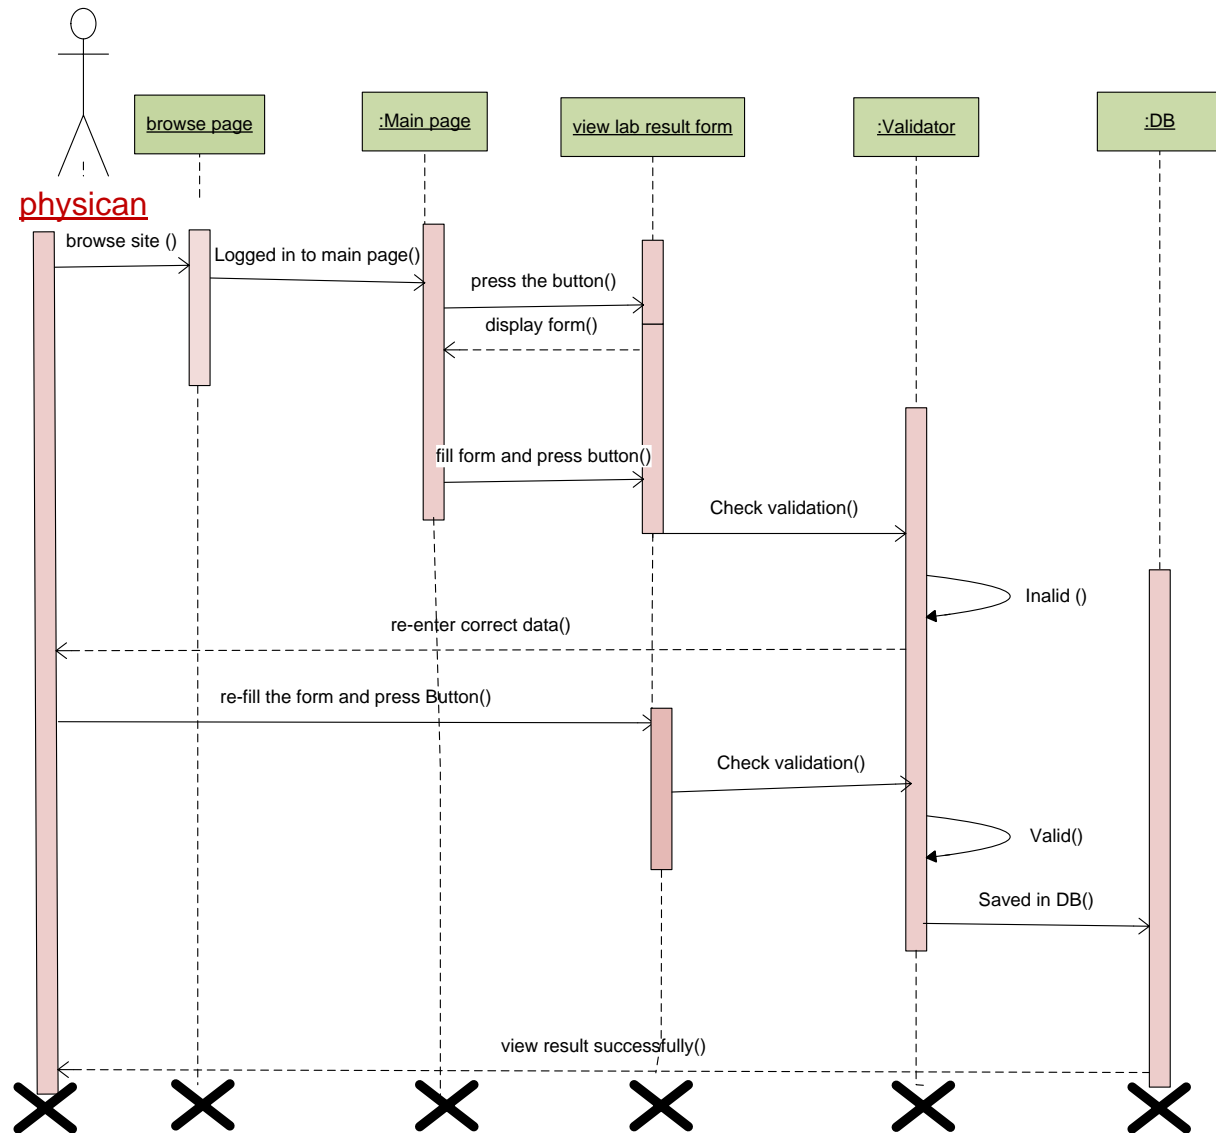 browse page
:Main page
view lab result form
:Validator
:DB
physican
browse site ()
Logged in to main page()
press the button()
display form()
fill form and press button()
Check validation()
Inalid ()
re-enter correct data()
re-fill the form and press Button()
Check validation()
Valid()
Saved in DB()
view result successfully()